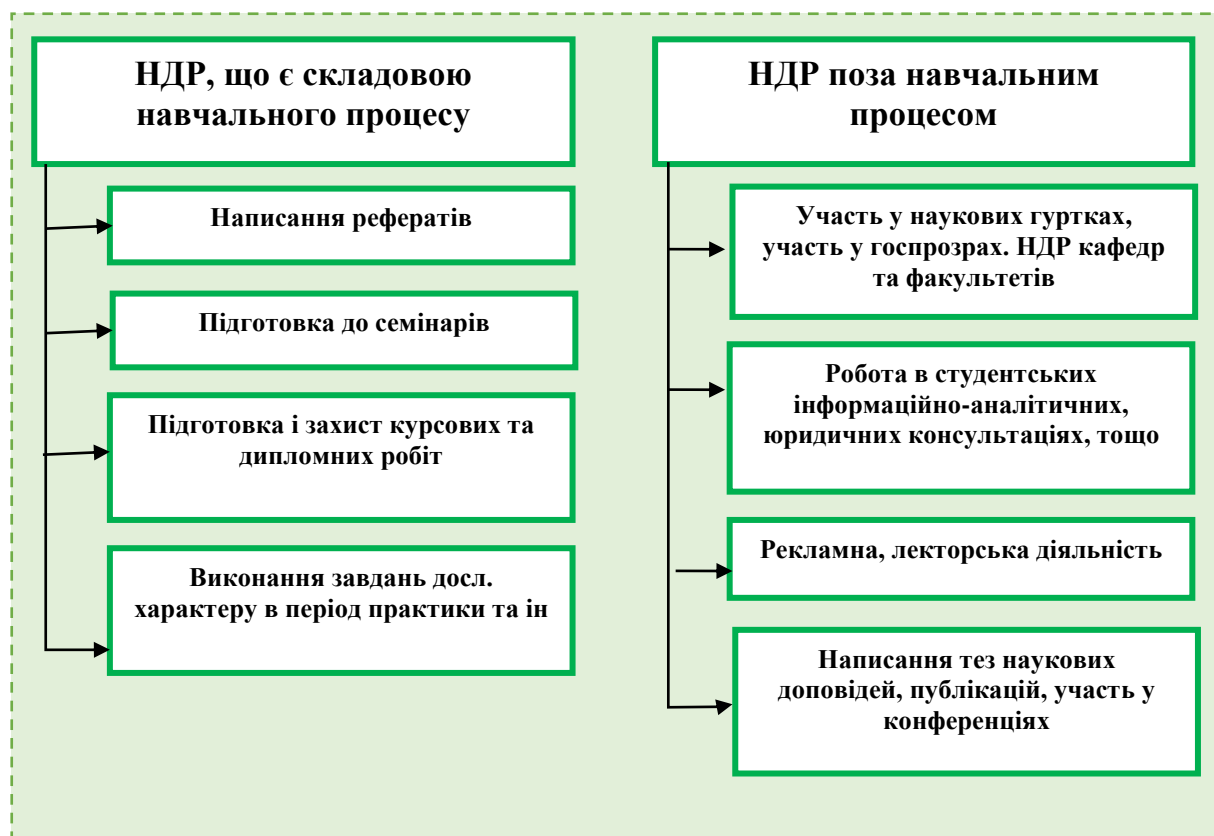 НДР, що є складовою
навчального процесу
Написання рефератів
Підготовка до семінарів
Підготовка і захист курсових та
дипломних робіт
Виконання завдань досл.
характеру в період практики та ін
НДР поза навчальним
процесом
Участь у наукових гуртках,
участь у госпрозрах. НДР кафедр
та факультетів
Робота в студентських
інформаційно-аналітичних,
юридичних консультаціях, тощо
Рекламна, лекторська діяльність
Написання тез наукових
доповідей, публікацій, участь у
конференціях